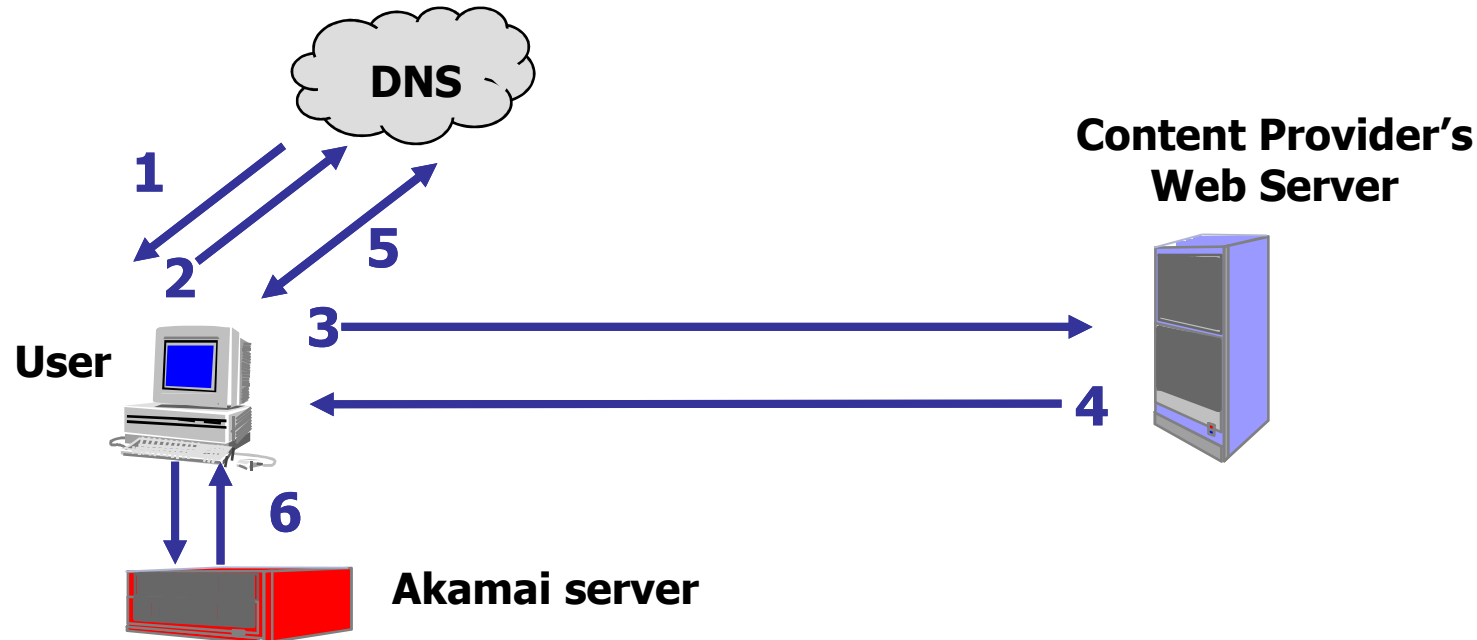 DNS
Content Provider’s
Web Server
1
5
2
3
User
4
6
Akamai server